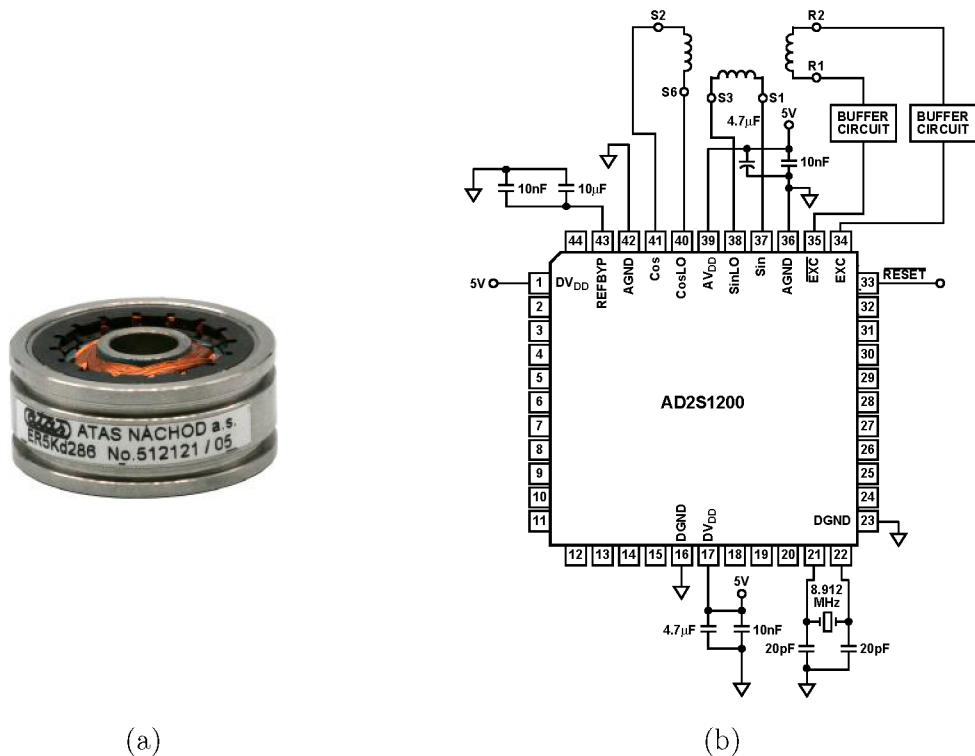 S2
S6
S3
S1
R2
R1
4.7µF
5V
BUFFER
CIRCUIT
BUFFER
CIRCUIT
10nF
10nF
10µF
44 43 42 41 40 39 38 37 36 35 34
REFBYP
AGND
Cos
CosLO
AVDD
SinLO
Sin
AGND
EXC
EXC
5V
DVDD
1
2
3
4
5
6
7
8
9
10
11
RESET
33
32
31
30
29
28
27
26
25
24
23
AD2S1200
DGND
DGND
DVDD
12 13 14 15 16 17 18 19 20 21 22
5V
4.7µF
10nF
8.912
MHz
20pF
20pF
atas ATAS NÁCHOD a.s.
ER5Kd286 No.512121 / 05
(a)
(b)